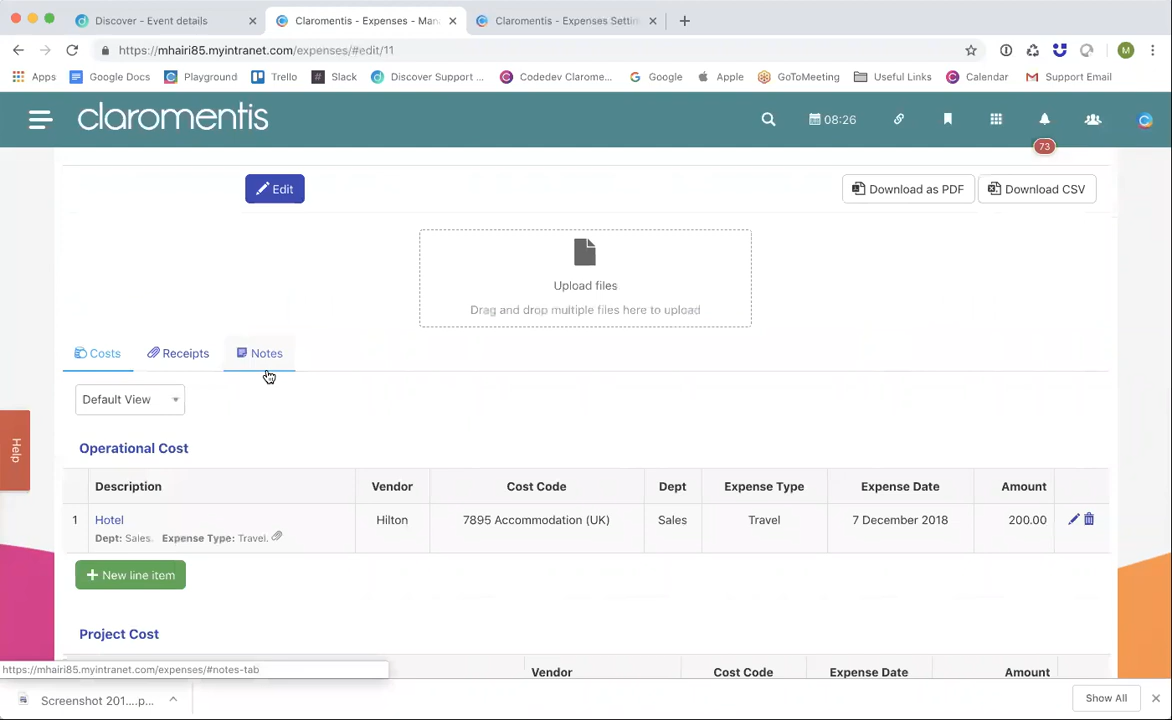 Discover - Event details
Claromentis - Expenses - Man
Claromentis - Expenses Settin
https://mhairi85.myintranet.com/expenses/#edit/11
M
Apps
Google Docs
Playground
Trello
Slack
Discover Support ...
Codedev Clarome...
Google
Apple
GoToMeeting
Useful Links
Calendar
Support Email
claromentis
08:26
73
Edit
Download as PDF
Download CSV
Upload files
Drag and drop multiple files here to upload
Costs
Receipts
Notes
Default View
Help
Operational Cost
Description Vendor Cost Code Dept Expense Type Expense Date Amount
1 Hotel Hilton 7895 Accommodation (UK) Sales Travel 7 December 2018 200.00
Dept: Sales. Expense Type: Travel.
New line item
Project Cost
Vendor Cost Code Expense Date Amount
https://mhairi85.myintranet.com/expenses/#notes-tab
Screenshot 201....p...
Show All